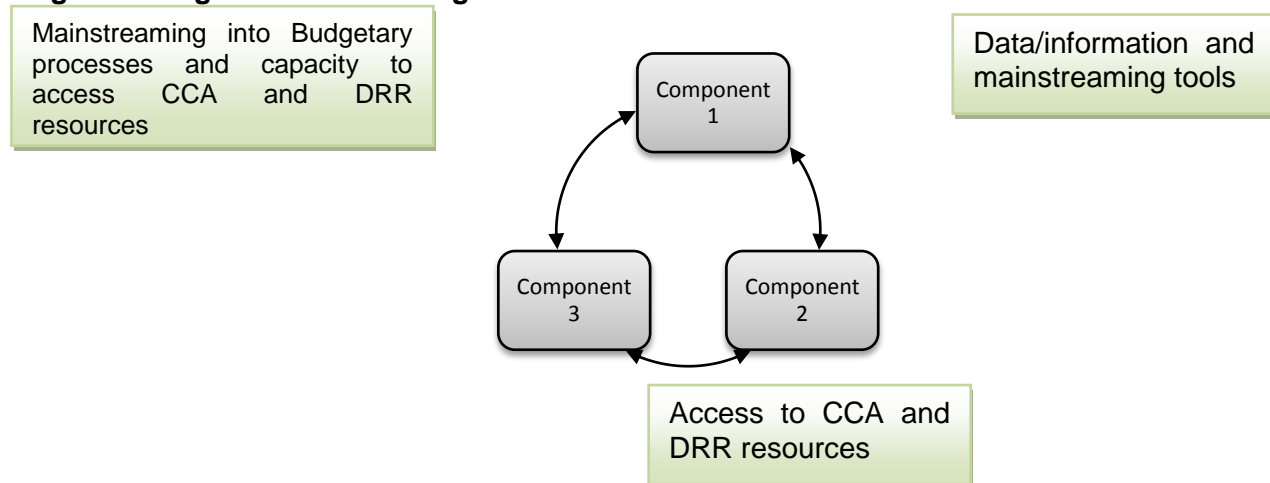 Mainstreaming into Budgetary
processes and capacity to
access CCA and DRR
resources
Data/information and
mainstreaming tools
Component
1
Component
3
Component
2
Access to CCA and
DRR resources